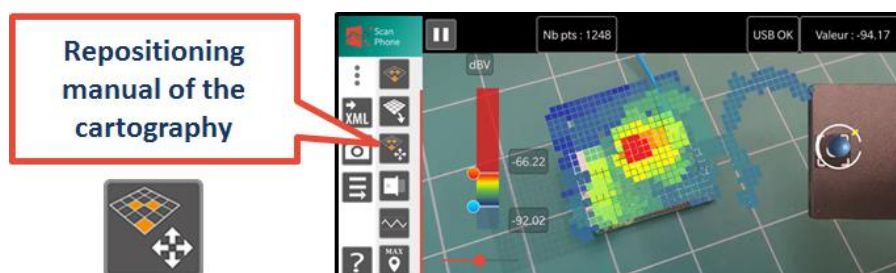 Repositioning
manual of the
cartography
Scan
Phone
Nb pts : 1248
USB OK
Valeur : -94.17
dBV
XML
-66.22
-92.02
?
MAX